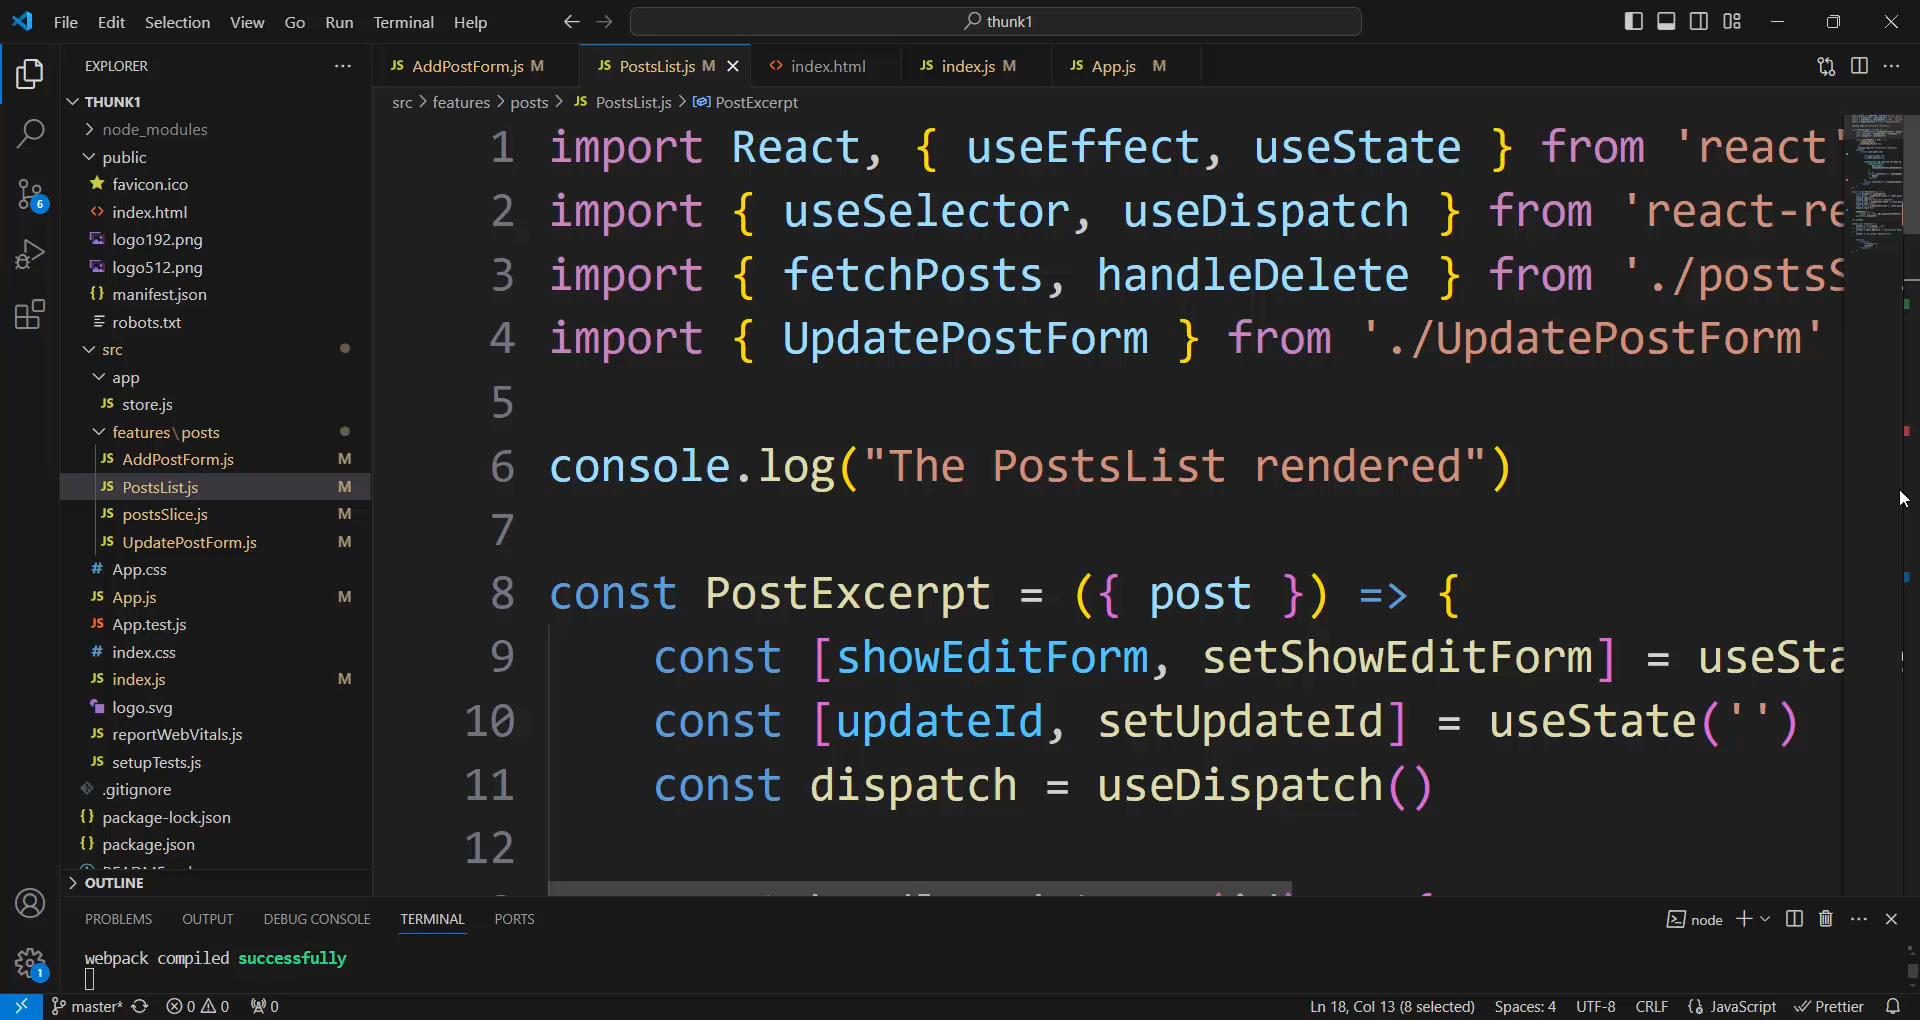 File Edit Selection View Go Run Terminal Help
thunk1
EXPLORER
THUNK1
node_modules
public
favicon.ico
index.html
logo192.png
logo512.png
manifest.json
robots.txt
src
app
store.js
features\posts
AddPostForm.js M
PostsList.js M
postsSlice.js M
UpdatePostForm.js M
App.css
App.js M
App.test.js
index.css
index.js M
logo.svg
reportWebVitals.js
setupTests.js
.gitignore
package-lock.json
package.json
OUTLINE
6
1
JS AddPostForm.js M JS PostsList.js M index.html JS index.js M JS App.js M
src > features > posts > JS PostsList.js > PostExcerpt
1 import React, { useEffect, useState } from 'react'
2 import { useSelector, useDispatch } from 'react-re
3 import { fetchPosts, handleDelete } from './postsS
4 import { UpdatePostForm } from './UpdatePostForm'
5
6 console.log("The PostsList rendered")
7
8 const PostExcerpt = ({ post }) => {
9 const [showEditForm, setShowEditForm] = useSta
10 const [updateId, setUpdateId] = useState('')
11 const dispatch = useDispatch()
12
PROBLEMS OUTPUT DEBUG CONSOLE TERMINAL PORTS
node
webpack compiled successfully
master* 0 0 0
Ln 18, Col 13 (8 selected) Spaces: 4 UTF-8 CRLF {} JavaScript Prettier